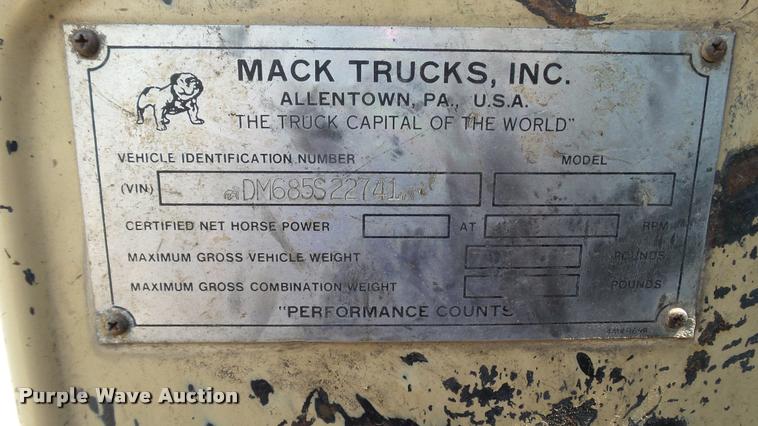 MACK TRUCKS, INC.
ALLENTOWN, PA., U.S.A.
"THE TRUCK CAPITAL OF THE WORLD"
VEHICLE IDENTIFICATION NUMBER MODEL
(VIN) DM685S22741
CERTIFIED NET HORSE POWER AT RPM
MAXIMUM GROSS VEHICLE WEIGHT POUNDS
MAXIMUM GROSS COMBINATION WEIGHT POUNDS
"PERFORMANCE COUNTS
Purple Wave Auction